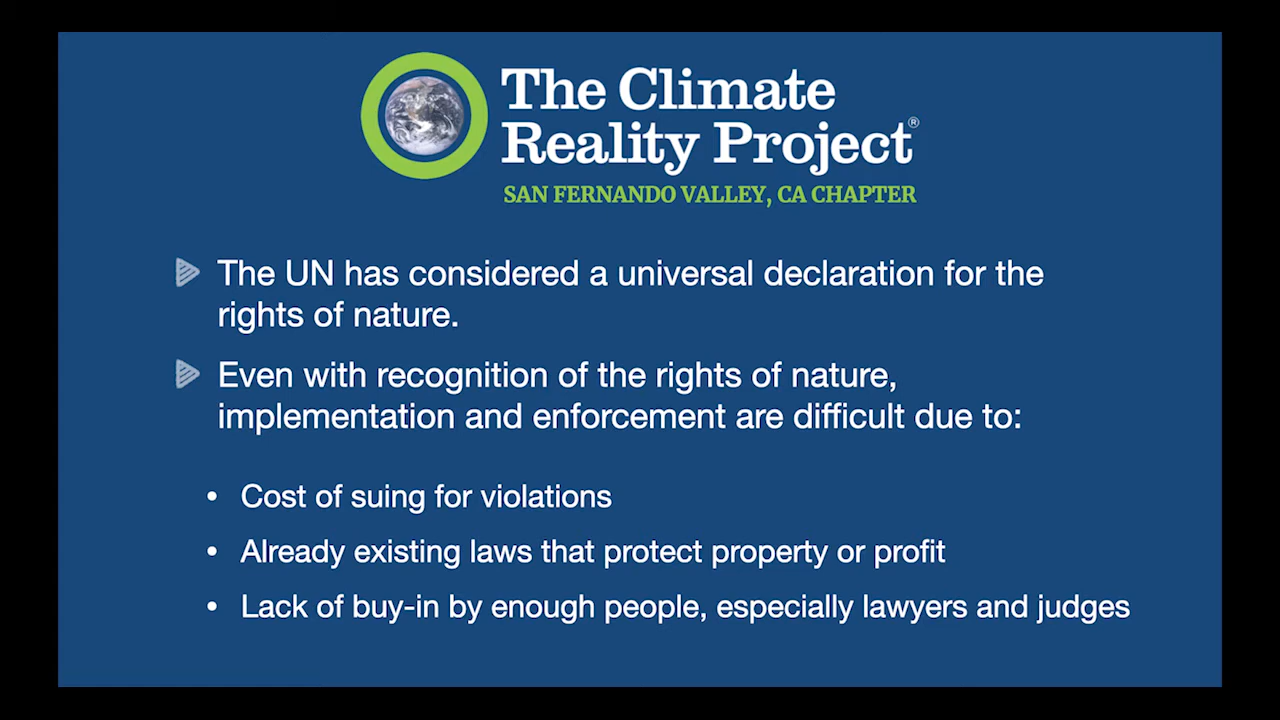 The Climate
Reality Project®
SAN FERNANDO VALLEY, CA CHAPTER
The UN has considered a universal declaration for the
rights of nature.
Even with recognition of the rights of nature,
implementation and enforcement are difficult due to:
• Cost of suing for violations
• Already existing laws that protect property or profit
• Lack of buy-in by enough people, especially lawyers and judges